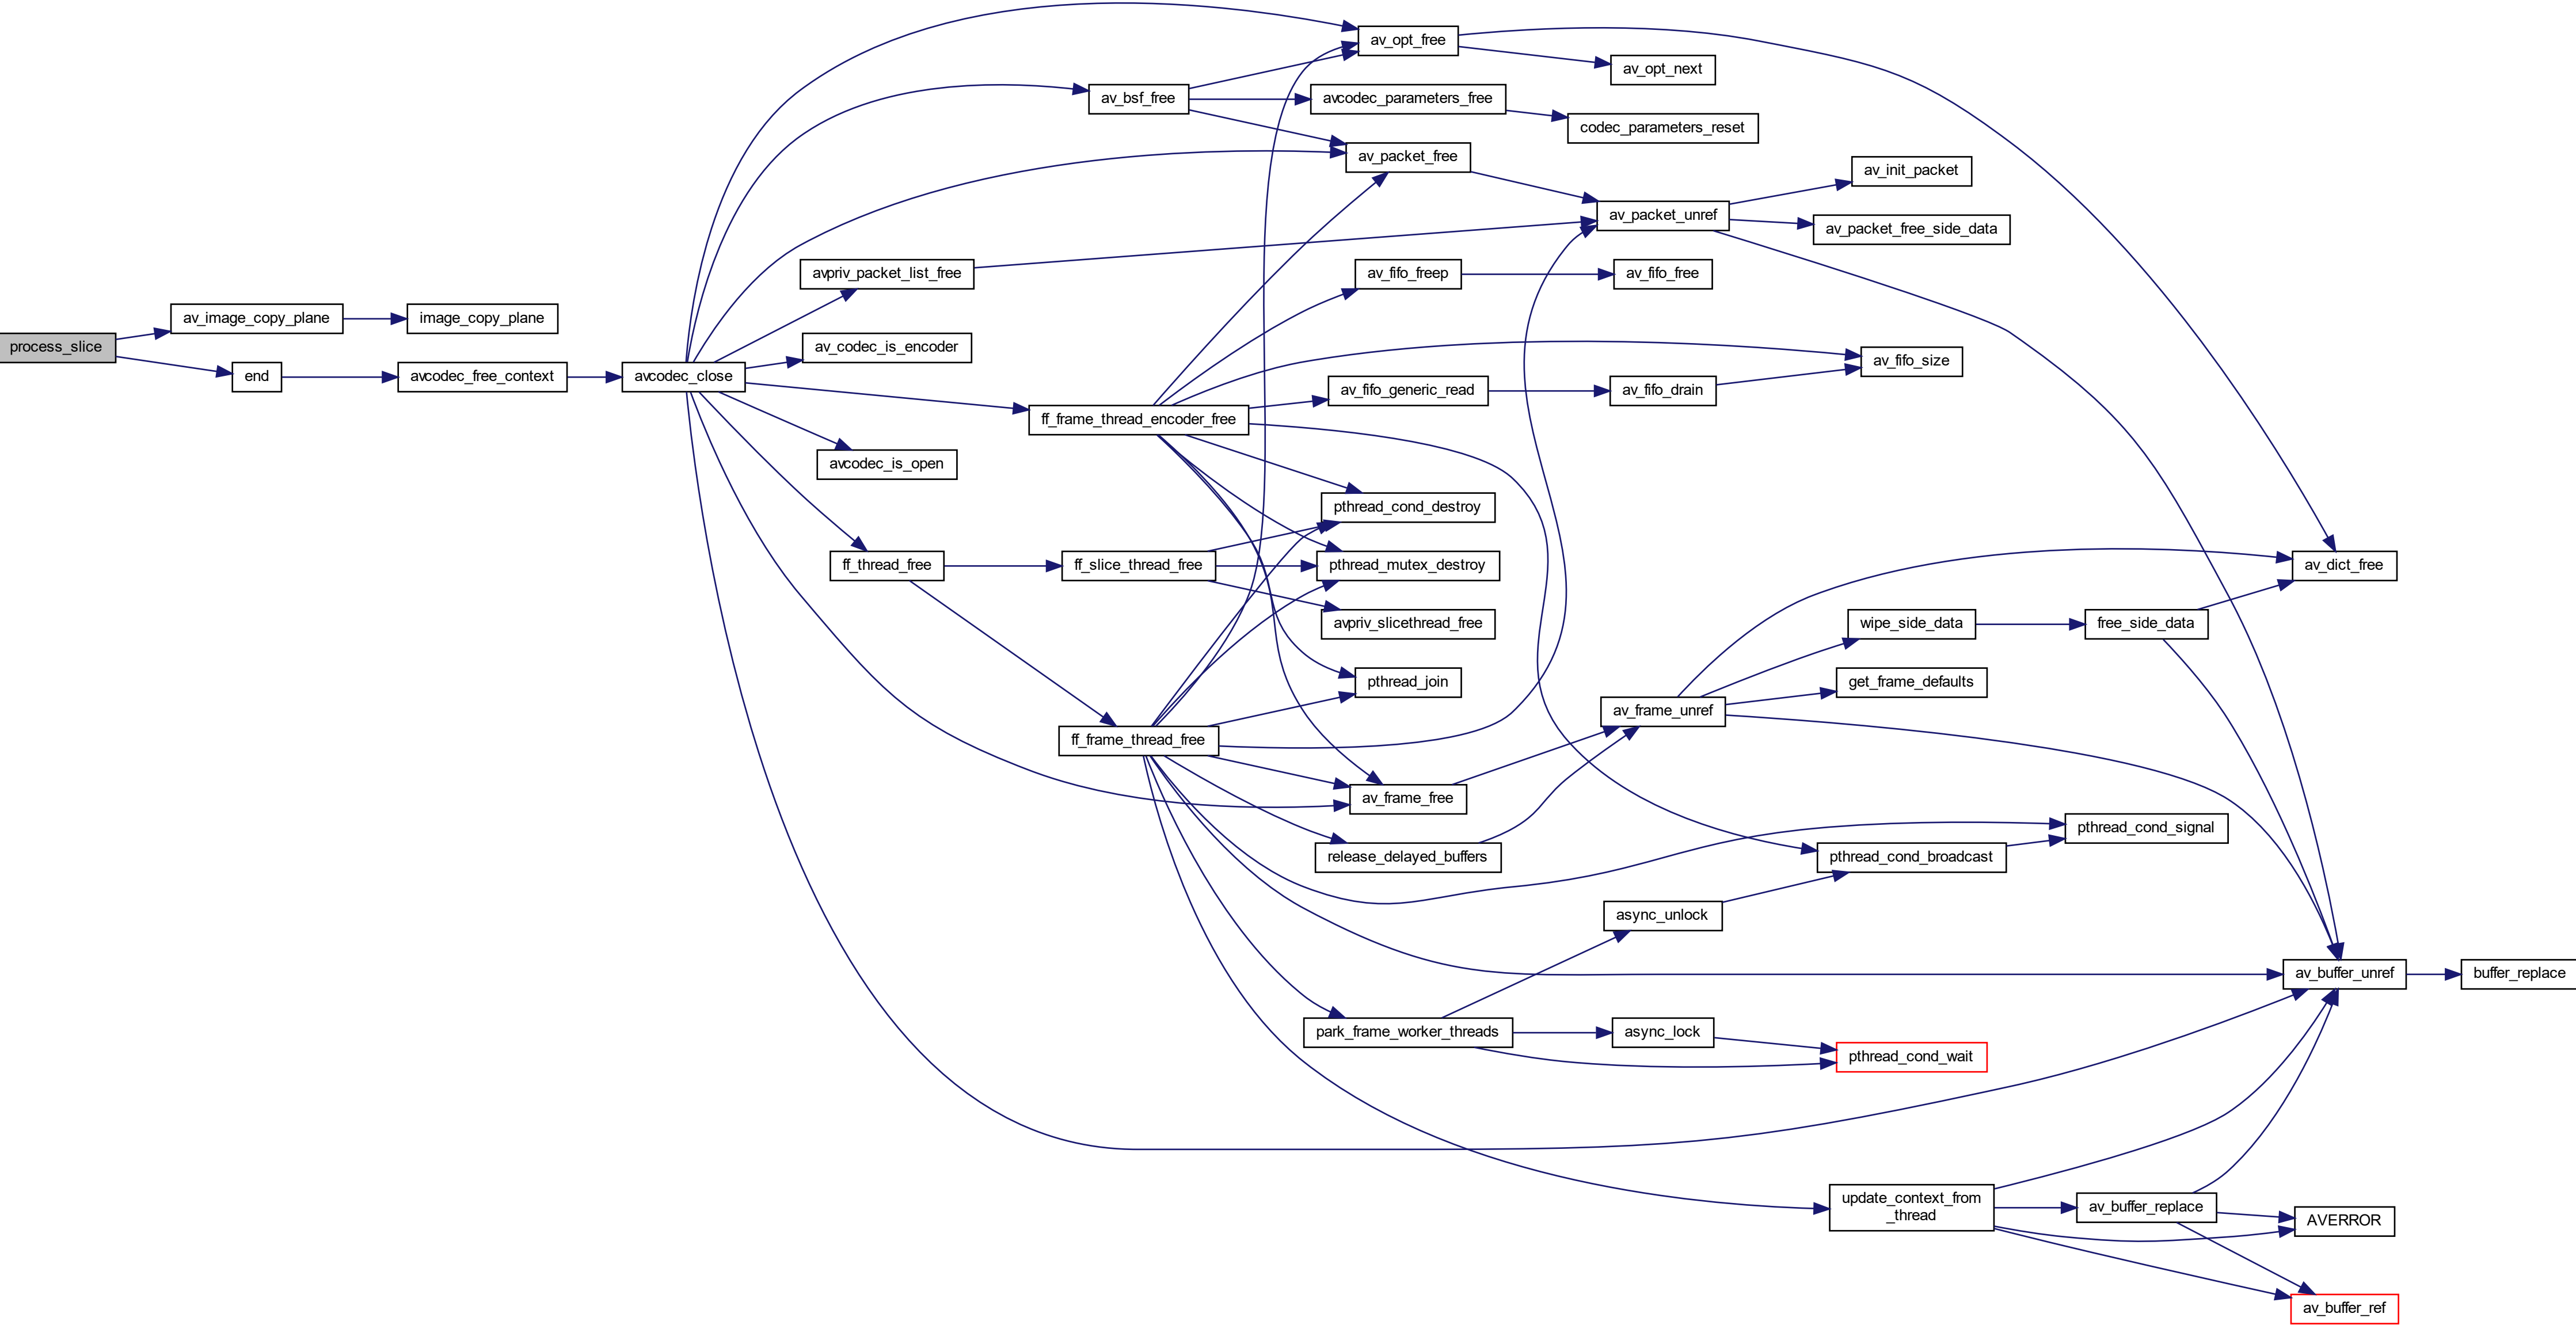 process_slice
av_image_copy_plane
image_copy_plane
end
avcodec_free_context
avcodec_close
av_opt_free
av_opt_next
av_bsf_free
avcodec_parameters_free
codec_parameters_reset
av_packet_free
av_init_packet
av_packet_unref
av_packet_free_side_data
avpriv_packet_list_free
av_fifo_freep
av_fifo_free
av_codec_is_encoder
av_fifo_size
av_fifo_generic_read
av_fifo_drain
ff_frame_thread_encoder_free
avcodec_is_open
pthread_cond_destroy
ff_thread_free
ff_slice_thread_free
pthread_mutex_destroy
av_dict_free
avpriv_slicethread_free
wipe_side_data
free_side_data
pthread_join
get_frame_defaults
av_frame_unref
ff_frame_thread_free
av_frame_free
pthread_cond_signal
release_delayed_buffers
pthread_cond_broadcast
async_unlock
av_buffer_unref
buffer_replace
park_frame_worker_threads
async_lock
pthread_cond_wait
update_context_from
_thread
av_buffer_replace
AVERROR
av_buffer_ref